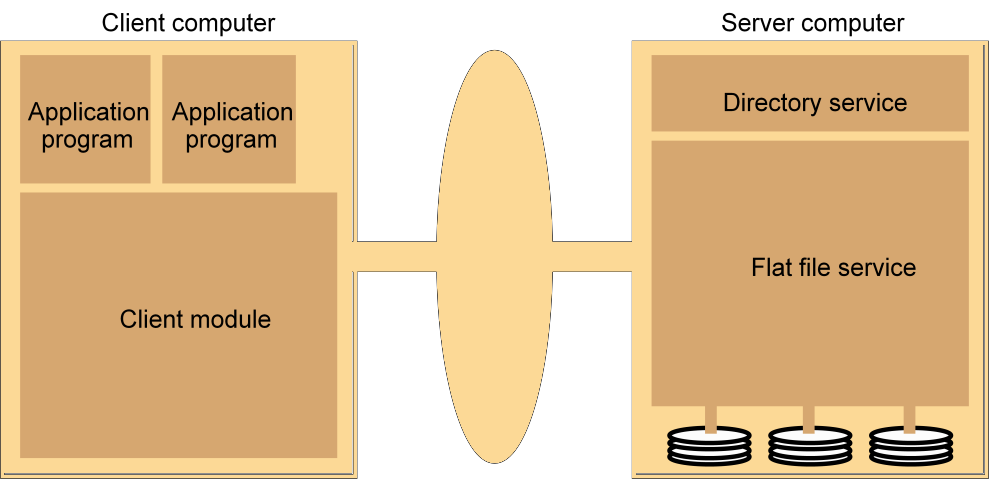 Client computer
Server computer
Application
program
Application
program
Directory service
Flat file service
Client module